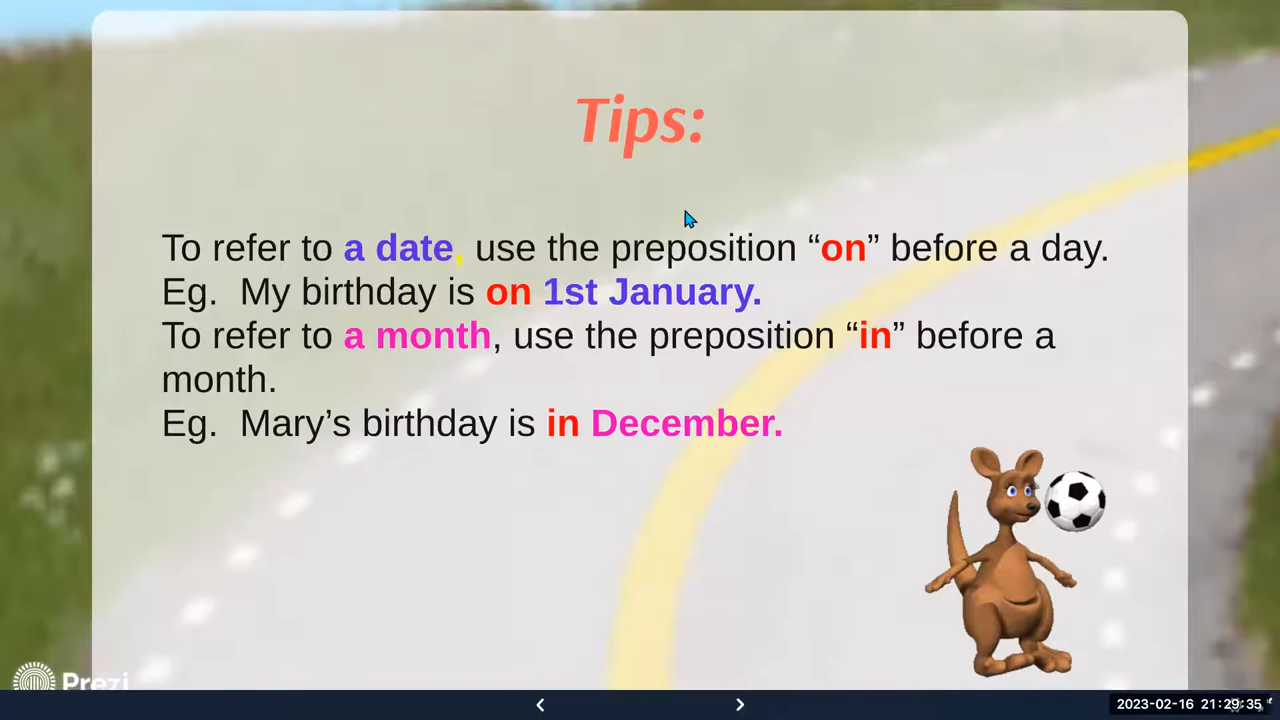 Tips:
To refer to a date, use the preposition “on” before a day.
Eg.  My birthday is on 1st January.
To refer to a month, use the preposition “in” before a
month.
Eg.  Mary’s birthday is in December.
Prezi
2023-02-16 21:29:35